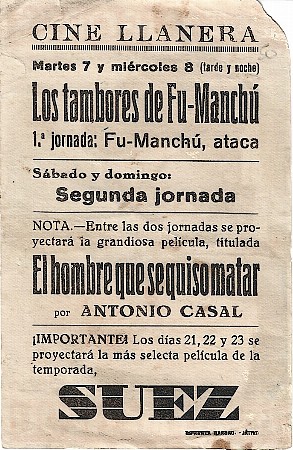 CINE LLANERA
Martes 7 y miércoles 8 (tarde y noche)
Los tambores de Fu-Manchú
1.ª jornada: Fu-Manchú, ataca
Sábado y domingo:
Segunda jornada
NOTA.—Entre las dos jornadas se pro-
yectará la grandiosa película, titulada
El hombre que se quiso matar
por ANTONIO CASAL
¡IMPORTANTE! Los días 21, 22 y 23 se
proyectará la más selecta película de la
temporada,
SUEZ
IMPRENTA